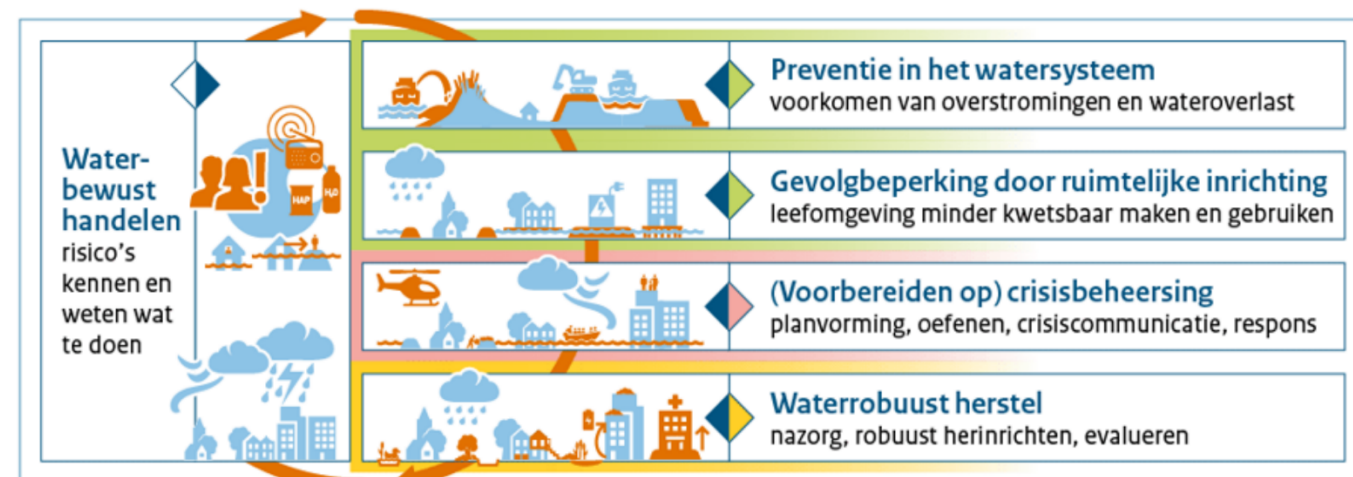 Water-
bewust
handelen
risico's
kennen en
weten wat
te doen
HAP
H₂O
Preventie in het watersysteem
voorkomen van overstromingen en wateroverlast
Gevolgbeperking door ruimtelijke inrichting
leefomgeving minder kwetsbaar maken en gebruiken
(Voorbereiden op) crisisbeheersing
planvorming, oefenen, crisiscommunicatie, respons
Waterrobuust herstel
nazorg, robuust herinrichten, evalueren